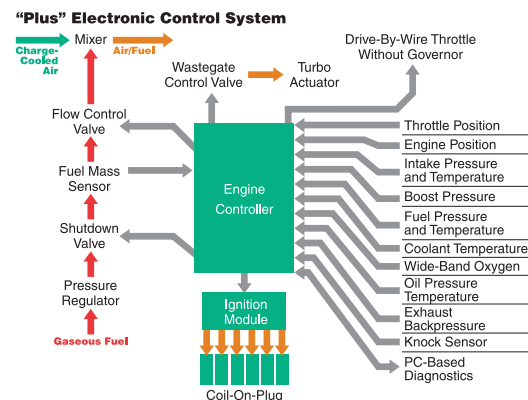 “Plus” Electronic Control System
Charge-
Cooled
Air
Mixer
Air/Fuel
Drive-By-Wire Throttle
Without Governor
Wastegate
Control Valve
Turbo
Actuator
Flow Control
Valve
Fuel Mass
Sensor
Shutdown
Valve
Pressure
Regulator
Gaseous Fuel
Engine
Controller
Ignition
Module
Coil-On-Plug
Throttle Position
Engine Position
Intake Pressure
and Temperature
Boost Pressure
Fuel Pressure
and Temperature
Coolant Temperature
Wide-Band Oxygen
Oil Pressure
Temperature
Exhaust
Backpressure
Knock Sensor
PC-Based
Diagnostics